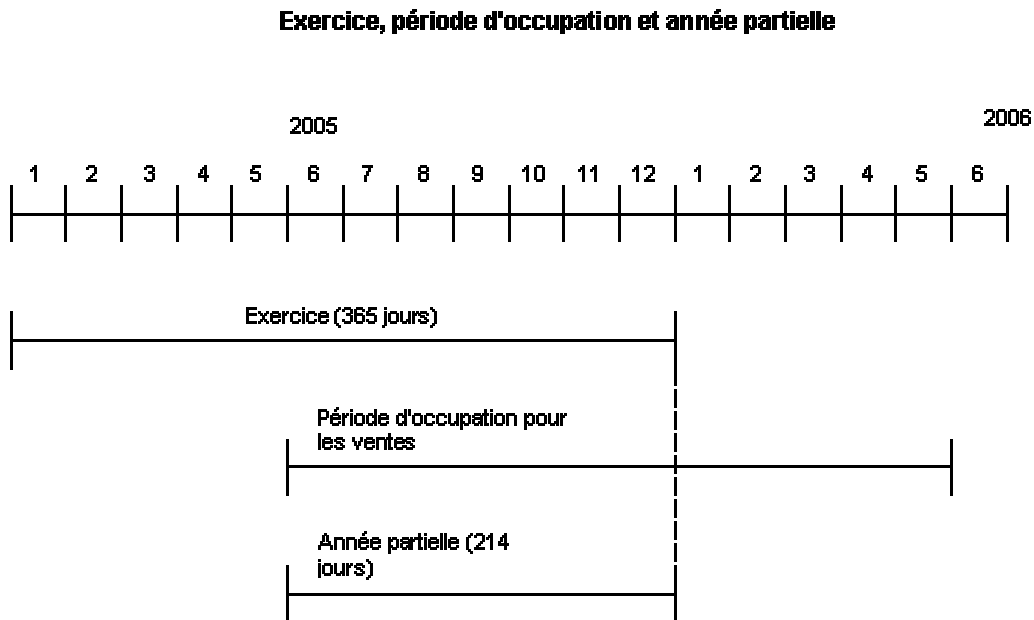 Exercice, période d'occupation et année partielle
2005
2006
1 2 3 4 5 6 7 8 9 10 11 12 1 2 3 4 5 6
Exercice (365 jours)
Période d'occupation pour
les ventes
Année partielle (214
jours)